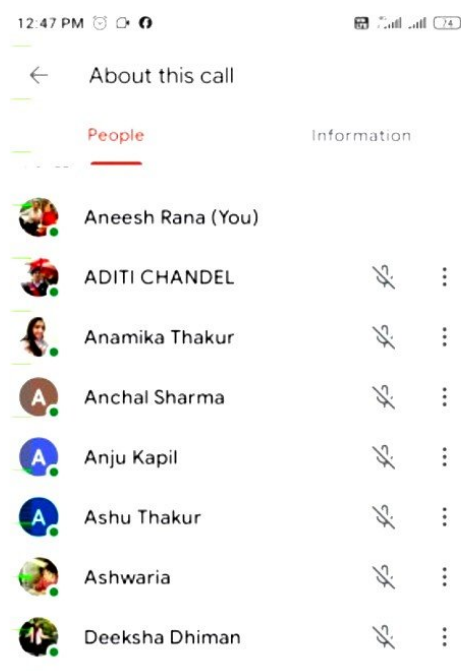 12:47 PM 74
About this call
People Information
Aneesh Rana (You)
ADITI CHANDEL
Anamika Thakur
A Anchal Sharma
A Anju Kapil
A Ashu Thakur
Ashwaria
Deeksha Dhiman